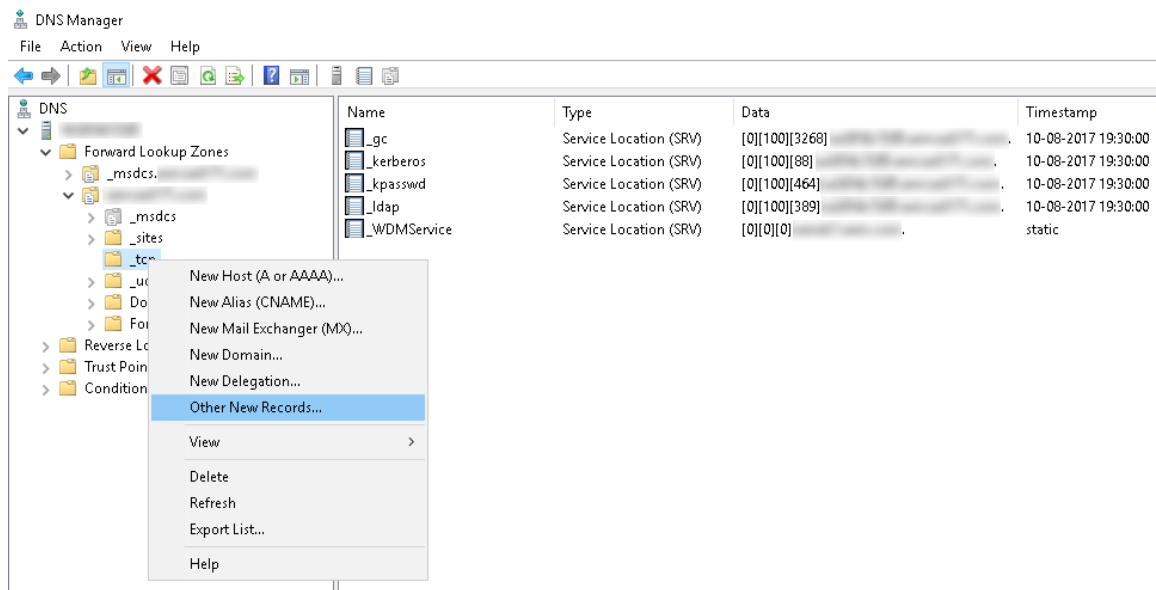 DNS Manager
File Action View Help
DNS
Forward Lookup Zones
_msdcs.
_msdcs
_sites
_tcp
_uc
Do
For
Reverse Lo
Trust Poin
Condition
Name Type Data Timestamp
_gc Service Location (SRV) [0][100][3268] . 10-08-2017 19:30:00
_kerberos Service Location (SRV) [0][100][88] . 10-08-2017 19:30:00
_kpasswd Service Location (SRV) [0][100][464] . 10-08-2017 19:30:00
_ldap Service Location (SRV) [0][100][389] . 10-08-2017 19:30:00
_WDMService Service Location (SRV) [0][0][0] . static
New Host (A or AAAA)...
New Alias (CNAME)...
New Mail Exchanger (MX)...
New Domain...
New Delegation...
Other New Records...
View
Delete
Refresh
Export List...
Help